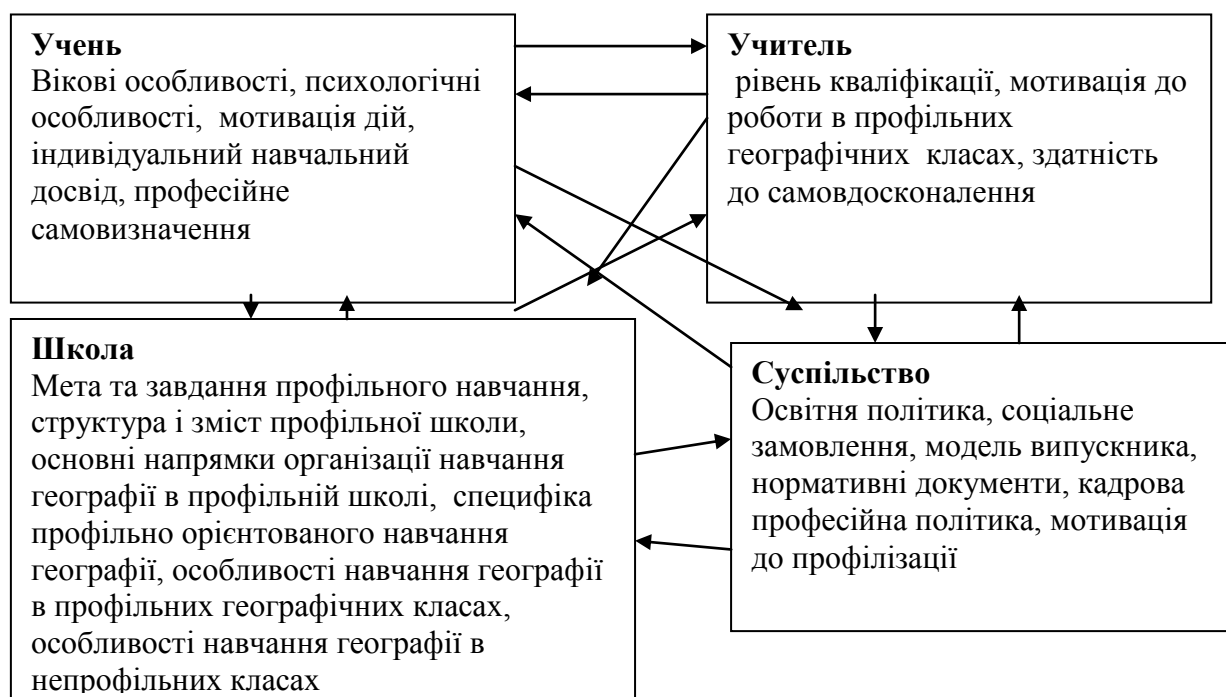 Учень
Вікові особливості, психологічні
особливості, мотивація дій,
індивідуальний навчальний
досвід, професійне
самовизначення
Учитель
рівень кваліфікації, мотивація до
роботи в профільних
географічних класах, здатність
до самовдосконалення
Школа
Мета та завдання профільного навчання,
структура і зміст профільної школи,
основні напрямки організації навчання
географії в профільній школі, специфіка
профільно орієнтованого навчання
географії, особливості навчання географії
в профільних географічних класах,
особливості навчання географії в
непрофільних класах
Суспільство
Освітня політика, соціальне
замовлення, модель випускника,
нормативні документи, кадрова
професійна політика, мотивація
до профілізації